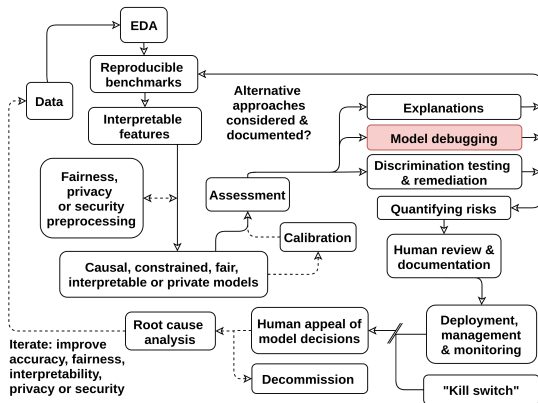 EDA
Reproducible
benchmarks
Data
Interpretable
features
Alternative
approaches
considered &
documented?
Explanations
Model debugging
Discrimination testing
& remediation
Fairness,
privacy
or security
preprocessing
Assessment
Quantifying risks
Calibration
Human review &
documentation
Causal, constrained, fair,
interpretable or private models
Root cause
analysis
Human appeal of
model decisions
Deployment,
management
& monitoring
Iterate: improve
accuracy, fairness,
interpretability,
privacy or security
Decommission
"Kill switch"